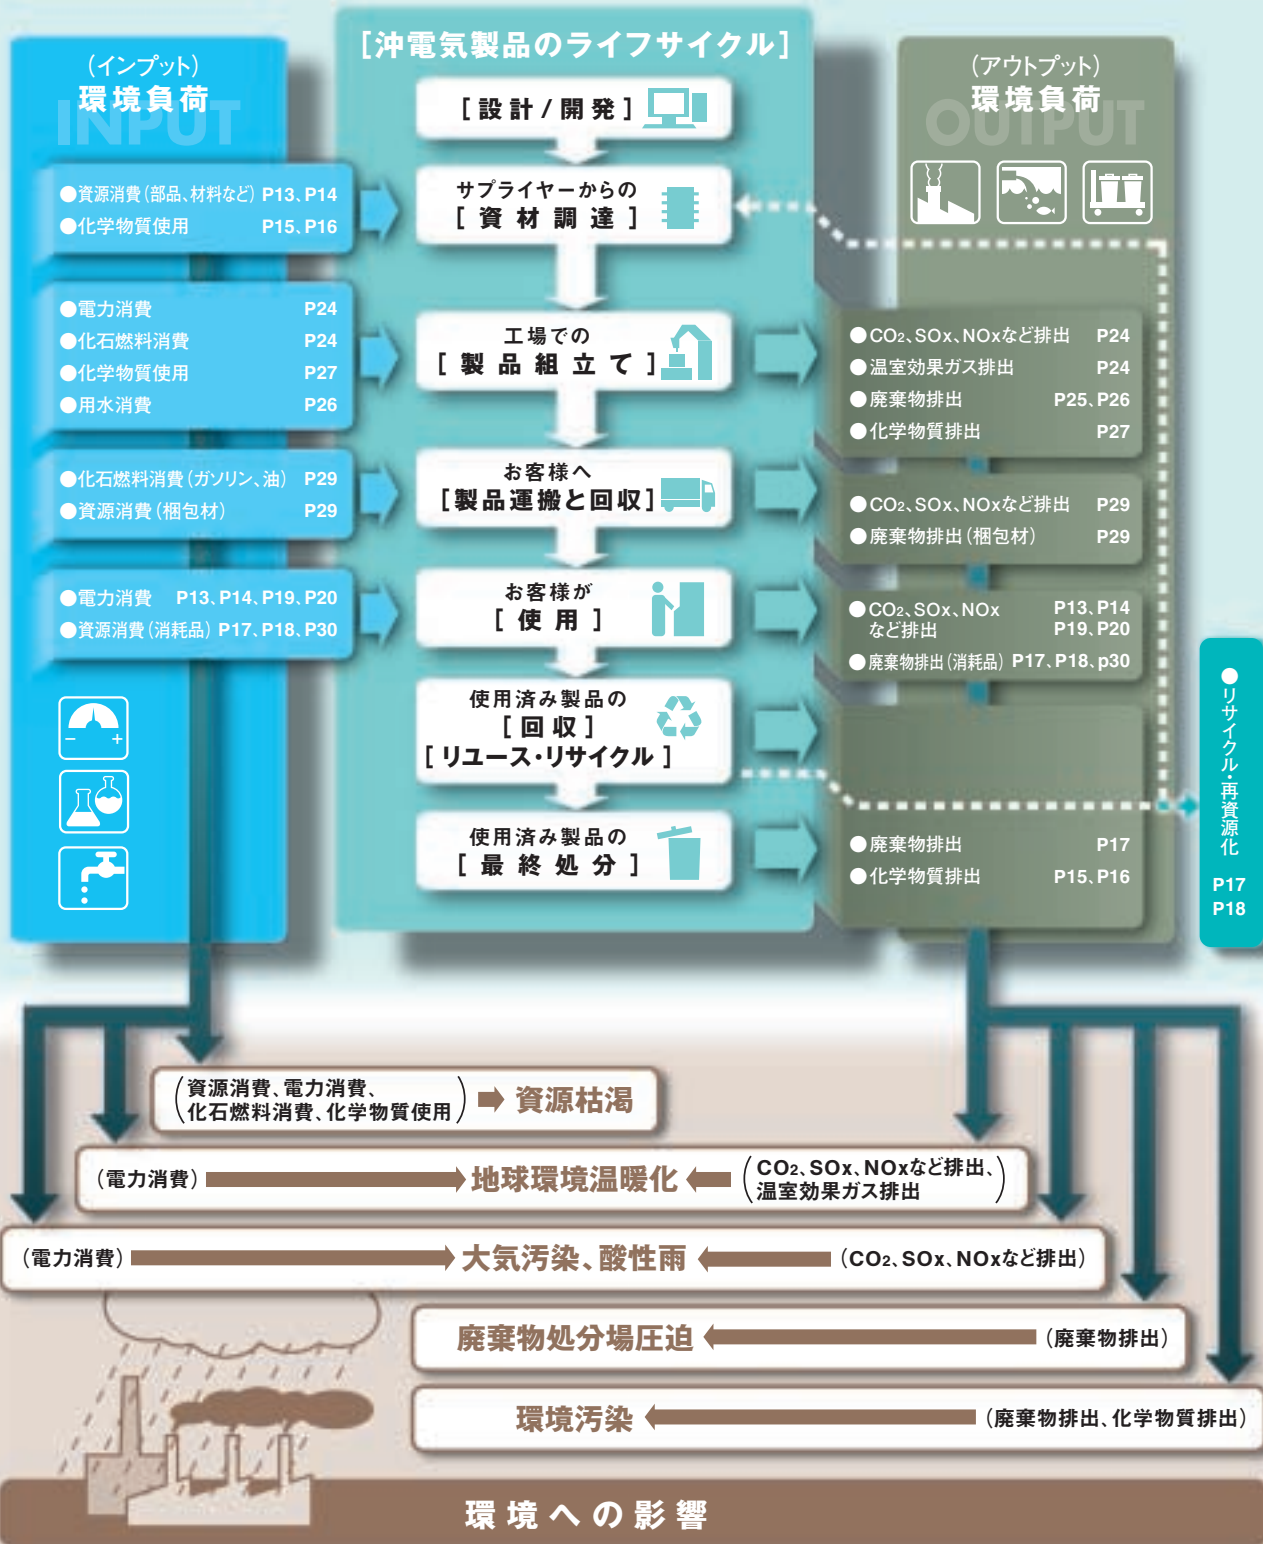 (インプット)
環境負荷
INPUT
●資源消費(部品、材料など) P13、P14
●化学物質使用 P15、P16
●電力消費 P24
●化石燃料消費 P24
●化学物質使用 P27
●用水消費 P26
●化石燃料消費(ガソリン、油) P29
●資源消費(梱包材) P29
●電力消費 P13、P14、P19、P20
●資源消費(消耗品) P17、P18、P30
[沖電気製品のライフサイクル]
[設計/開発]
サプライヤーからの
[資材調達]
工場での
[製品組立て]
お客様へ
[製品運搬と回収]
お客様が
[使用]
使用済み製品の
[回収]
[リユース・リサイクル]
使用済み製品の
[最終処分]
(アウトプット)
環境負荷
OUTPUT
●CO2、SOx、NOxなど排出 P24
●温室効果ガス排出 P24
●廃棄物排出 P25、P26
●化学物質排出 P27
●CO2、SOx、NOxなど排出 P29
●廃棄物排出(梱包材) P29
●CO2、SOx、NOx P13、P14
など排出 P19、P20
●廃棄物排出(消耗品) P17、P18、p30
●廃棄物排出 P17
●化学物質排出 P15、P16
●リサイクル・再資源化
P17
P18
(資源消費、電力消費、
化石燃料消費、化学物質使用)
資源枯渇
(電力消費)
地球環境温暖化
(CO2、SOx、NOxなど排出、
温室効果ガス排出)
(電力消費)
大気汚染、酸性雨
(CO2、SOx、NOxなど排出)
廃棄物処分場圧迫
(廃棄物排出)
環境汚染
(廃棄物排出、化学物質排出)
環境への影響